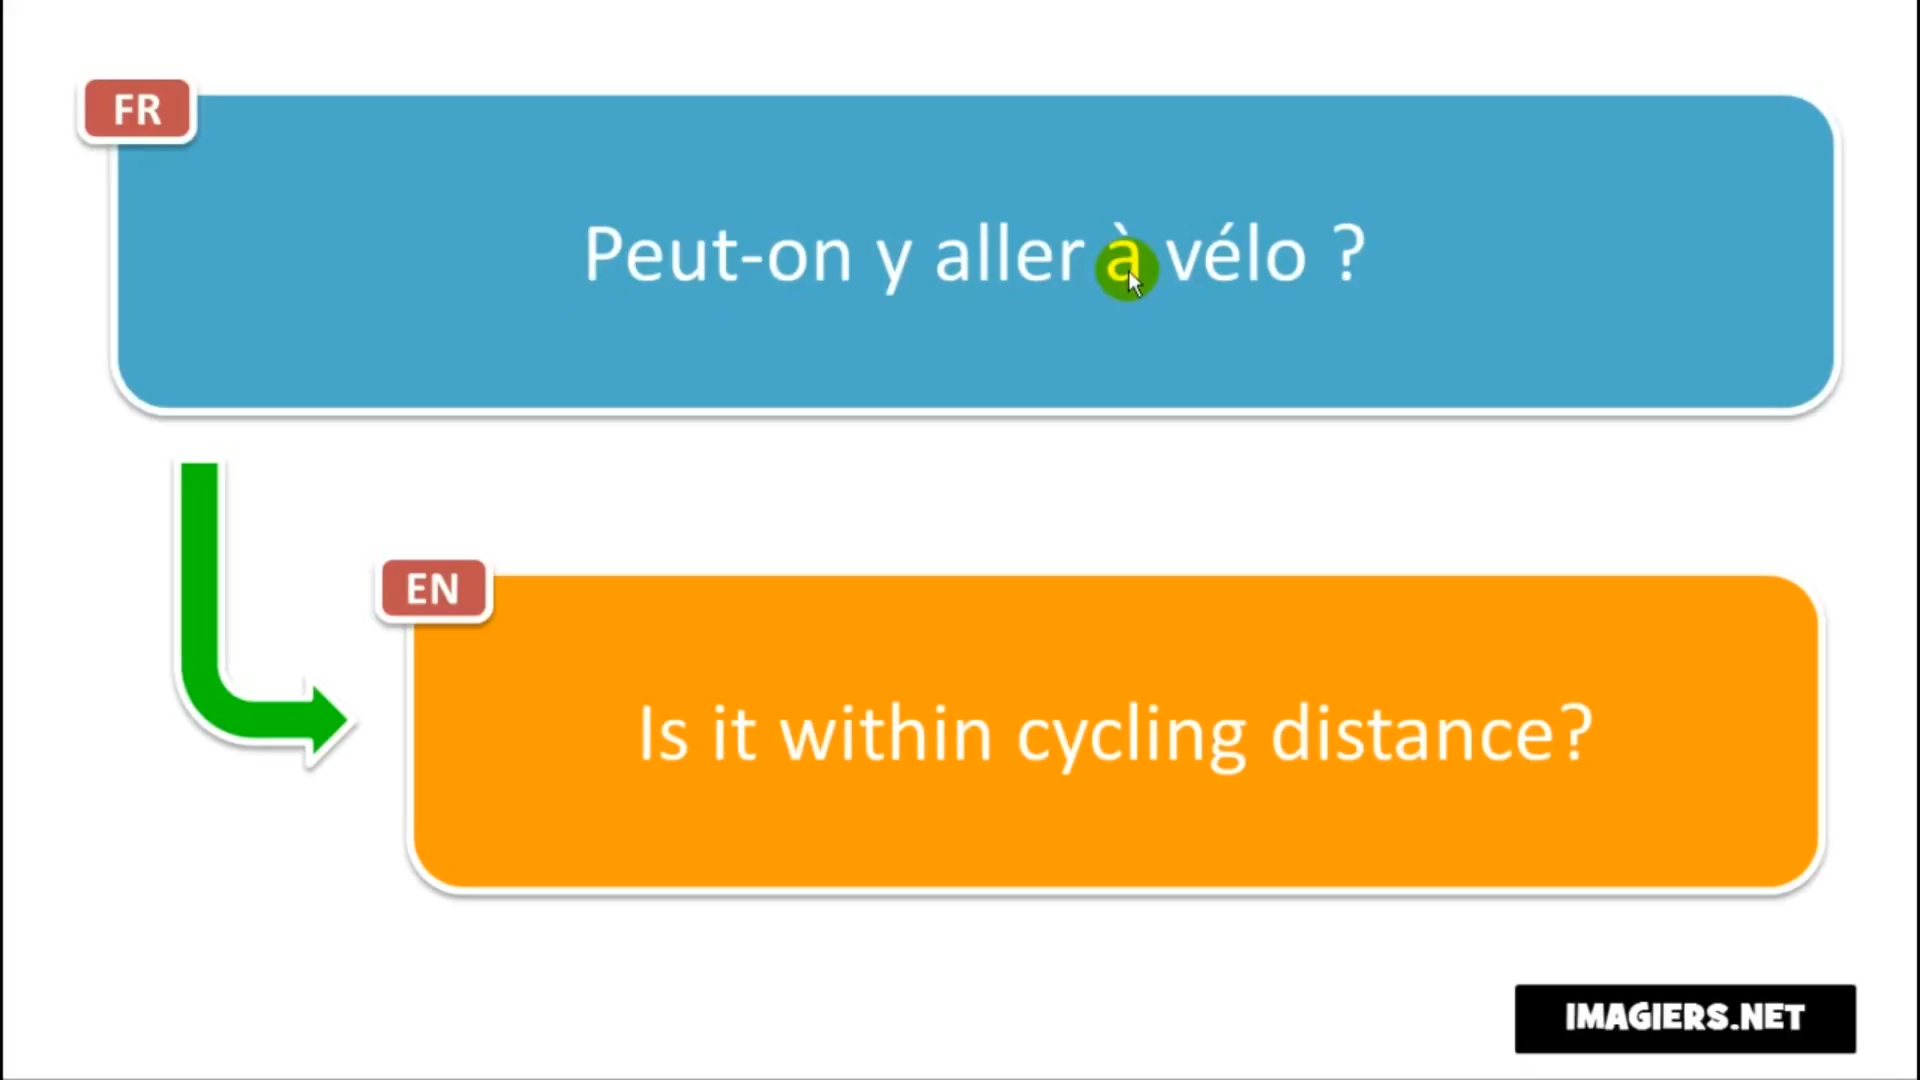 FR
Peut-on y aller à vélo ?
EN
Is it within cycling distance?
IMAGIERS.NET